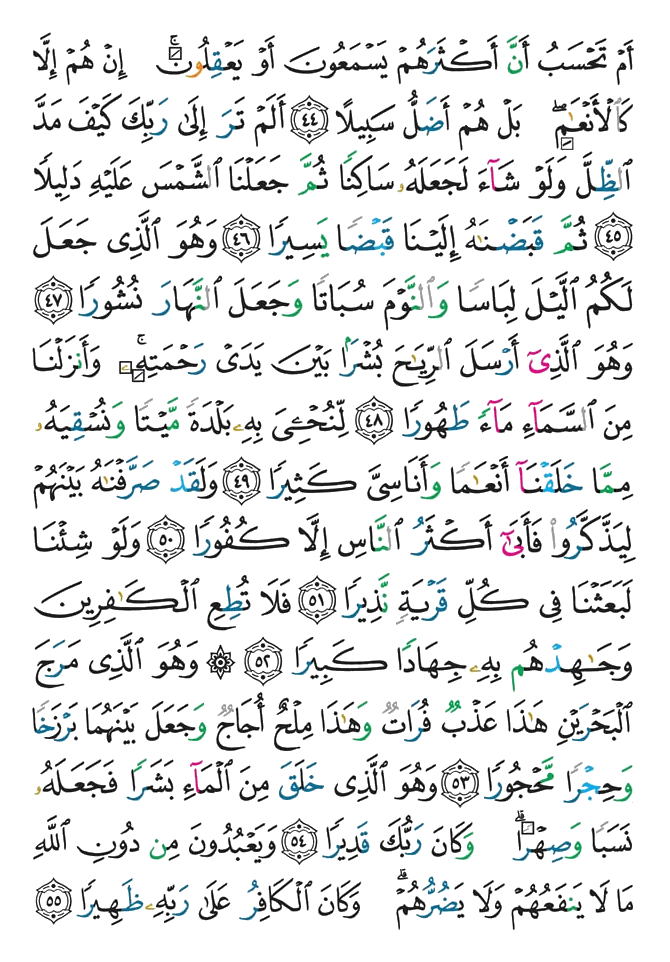 أَمْ تَحْسَبُ أَنَّ أَكْثَرَهُمْ يَسْمَعُونَ أَوْ يَعْقِلُونَ ۚ إِنْ هُمْ إِلَّا
كَٱلْأَنْعَٰمِ ۖ بَلْ هُمْ أَضَلُّ سَبِيلًا ٤٤ أَلَمْ تَرَ إِلَىٰ رَبِّكَ كَيْفَ مَدَّ
ٱلظِّلَّ وَلَوْ شَآءَ لَجَعَلَهُۥ سَاكِنًا ثُمَّ جَعَلْنَا ٱلشَّمْسَ عَلَيْهِ دَلِيلًا
٤٥ ثُمَّ قَبَضْنَٰهُ إِلَيْنَا قَبْضًا يَسِيرًا ٤٦ وَهُوَ ٱلَّذِى جَعَلَ
لَكُمُ ٱلَّيْلَ لِبَاسًا وَٱلنَّوْمَ سُبَاتًا وَجَعَلَ ٱلنَّهَارَ نُشُورًا ٤٧
وَهُوَ ٱلَّذِىٓ أَرْسَلَ ٱلرِّيَٰحَ بُشْرًۢا بَيْنَ يَدَىْ رَحْمَتِهِۦ ۚ وَأَنزَلْنَا
مِنَ ٱلسَّمَآءِ مَآءً طَهُورًا ٤٨ لِّنُحْـِۧىَ بِهِۦ بَلْدَةً مَّيْتًا وَنُسْقِيَهُۥ
مِمَّا خَلَقْنَآ أَنْعَٰمًا وَأَنَاسِىَّ كَثِيرًا ٤٩ وَلَقَدْ صَرَّفْنَٰهُ بَيْنَهُمْ
لِيَذَّكَّرُوا۟ فَأَبَىٰٓ أَكْثَرُ ٱلنَّاسِ إِلَّا كُفُورًا ٥٠ وَلَوْ شِئْنَا
لَبَعَثْنَا فِى كُلِّ قَرْيَةٍ نَّذِيرًا ٥١ فَلَا تُطِعِ ٱلْكَٰفِرِينَ
وَجَٰهِدْهُم بِهِۦ جِهَادًا كَبِيرًا ٥٢ ۞ وَهُوَ ٱلَّذِى مَرَجَ
ٱلْبَحْرَيْنِ هَٰذَا عَذْبٌ فُرَاتٌ وَهَٰذَا مِلْحٌ أُجَاجٌ وَجَعَلَ بَيْنَهُمَا بَرْزَخًا
وَحِجْرًا مَّحْجُورًا ٥٣ وَهُوَ ٱلَّذِى خَلَقَ مِنَ ٱلْمَآءِ بَشَرًا فَجَعَلَهُۥ
نَسَبًا وَصِهْرًا ۗ وَكَانَ رَبُّكَ قَدِيرًا ٥٤ وَيَعْبُدُونَ مِن دُونِ ٱللَّهِ
مَا لَا يَنفَعُهُمْ وَلَا يَضُرُّهُمْ ۗ وَكَانَ ٱلْكَافِرُ عَلَىٰ رَبِّهِۦ ظَهِيرًا ٥٥